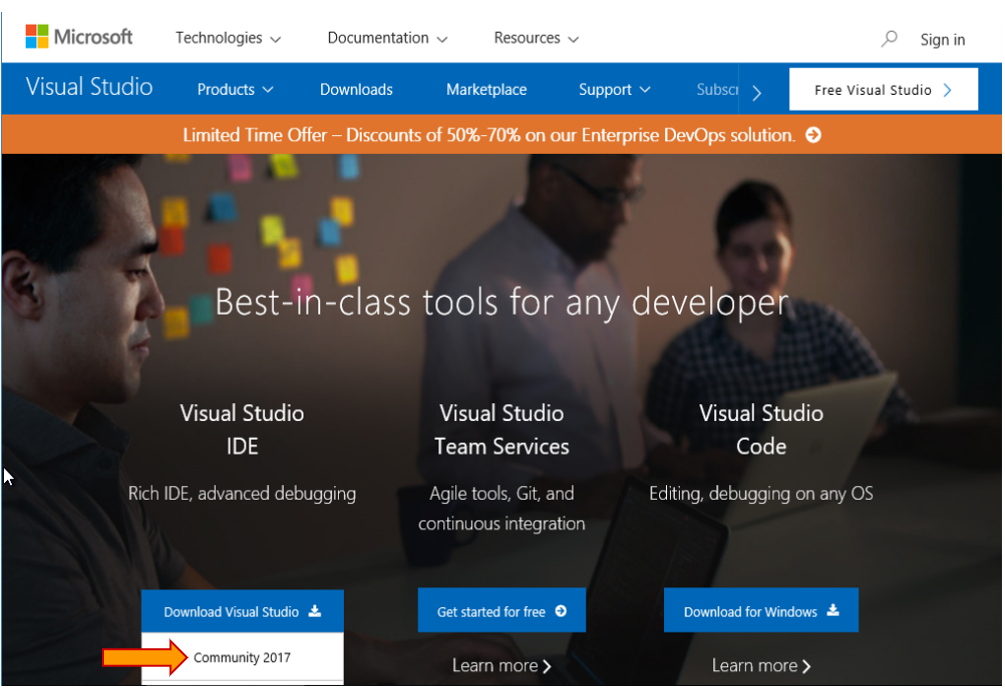 Microsoft Technologies Documentation Resources Sign in
Visual Studio Products Downloads Marketplace Support Free Visual Studio
Limited Time Offer – Discounts of 50%-70% on our Enterprise DevOps solution.
Best-in-class tools for any developer
Visual Studio
IDE
Rich IDE, advanced debugging
Download Visual Studio
Community 2017
Visual Studio
Team Services
Agile tools, Git, and
continuous integration
Get started for free
Learn more
Visual Studio
Code
Editing, debugging on any OS
Download for Windows
Learn more